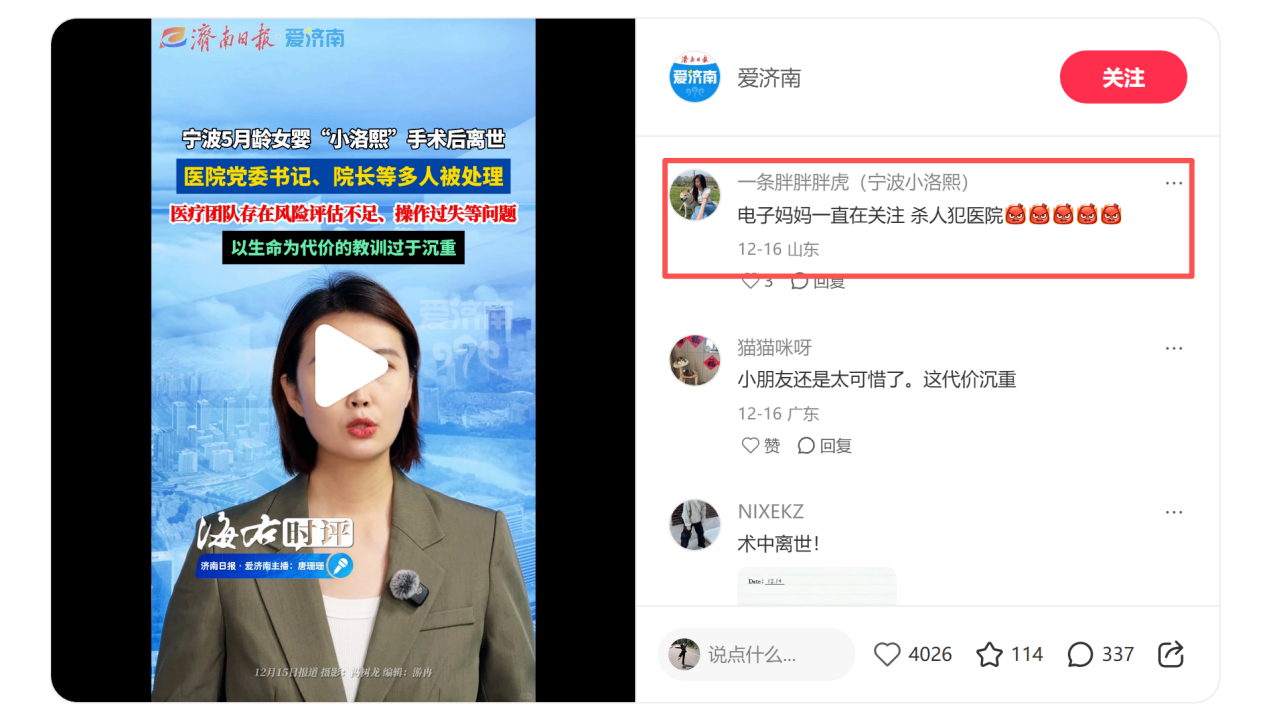 濟南日报 爱济南
宁波5月龄女婴“小洛熙”手术后离世
医院党委书记、院长等多人被处理
医疗团队存在风险评估不足、操作过失等问题
以生命为代价的教训过于沉重
爱济南
海右时评
济南日报·爱济南主播：唐珊珊
爱济南
爱济南
关注
一条胖胖胖虎（宁波小洛熙）
电子妈妈一直在关注 杀人犯医院👹👹👹👹👹
12-16 山东
3 回复
猫猫咪呀
小朋友还是太可惜了。这代价沉重
12-16 广东
赞 回复
NIXEKZ
术中离世！
Date: 12.14
说点什么...
4026
114
337